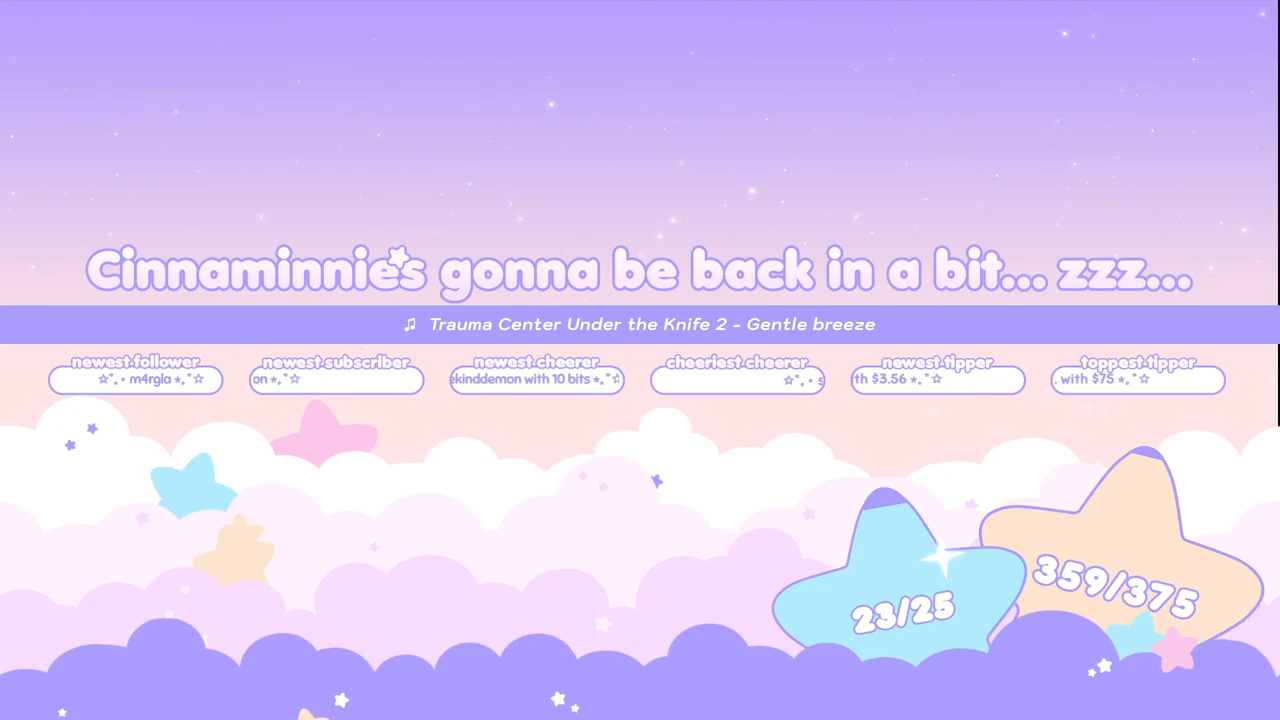 Cinnaminnie's gonna be back in a bit... zzz...
♫ Trauma Center Under the Knife 2 - Gentle breeze
newest follower
newest subscriber
newest cheerer
cheeriest cheerer
newest tipper
toppest tipper
☆*。⋆ m4rgla ⋆。*☆
on ⋆。*☆
ekinddemon with 10 bits ⋆。*☆
☆*。⋆ s
th $3.56 ⋆。*☆
. with $75 ⋆。*☆
359/375
23/25